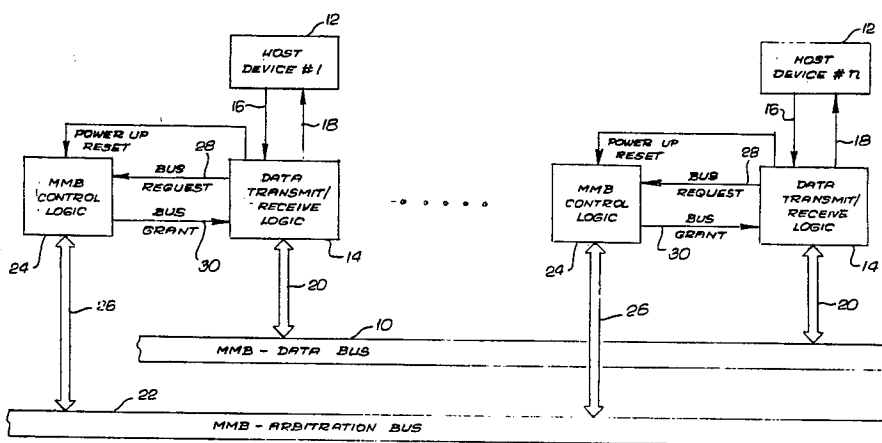 12
HOST
DEVICE #1
16
18
POWER UP
RESET
28
BUS
REQUEST
MMB
CONTROL
LOGIC
DATA
TRANSMIT/
RECEIVE
LOGIC
BUS
GRANT
24
30
14
26
20
12
HOST
DEVICE #n
16
18
POWER UP
RESET
28
BUS
REQUEST
MMB
CONTROL
LOGIC
DATA
TRANSMIT/
RECEIVE
LOGIC
BUS
GRANT
24
30
14
26
20
10
MMB - DATA BUS
22
MMB - ARBITRATION BUS